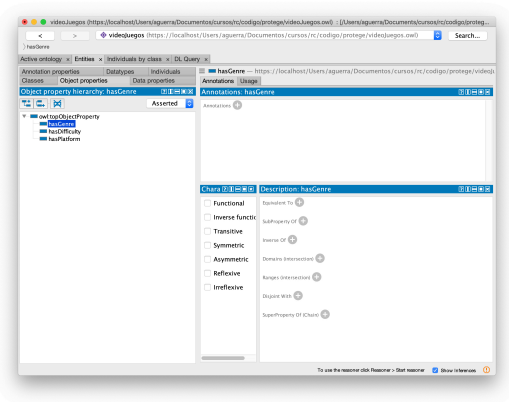 videoJuegos (https://localhost/Users/aguerra/Documentos/cursos/rc/codigo/protege/videoJuegos.owl) : [/Users/aguerra/Documentos/cursos/rc/codigo/proteg...
< > videoJuegos (https://localhost/Users/aguerra/Documentos/cursos/rc/codigo/protege/videoJuegos.owl) Search...
hasGenre
Active ontology × Entities × Individuals by class × DL Query ×
Annotation properties Datatypes Individuals
Classes Object properties Data properties
Object property hierarchy: hasGenre
Asserted
owl:topObjectProperty
hasGenre
hasDifficulty
hasPlatform
hasGenre — https://localhost/Users/aguerra/Documentos/cursos/rc/codigo/protege/videoJu
Annotations Usage
Annotations: hasGenre
Annotations
Chara
Functional
Inverse functio
Transitive
Symmetric
Asymmetric
Reflexive
Irreflexive
Description: hasGenre
Equivalent To
SubProperty Of
Inverse Of
Domains (intersection)
Ranges (intersection)
Disjoint With
SuperProperty Of (Chain)
To use the reasoner click Reasoner > Start reasoner Show Inferences